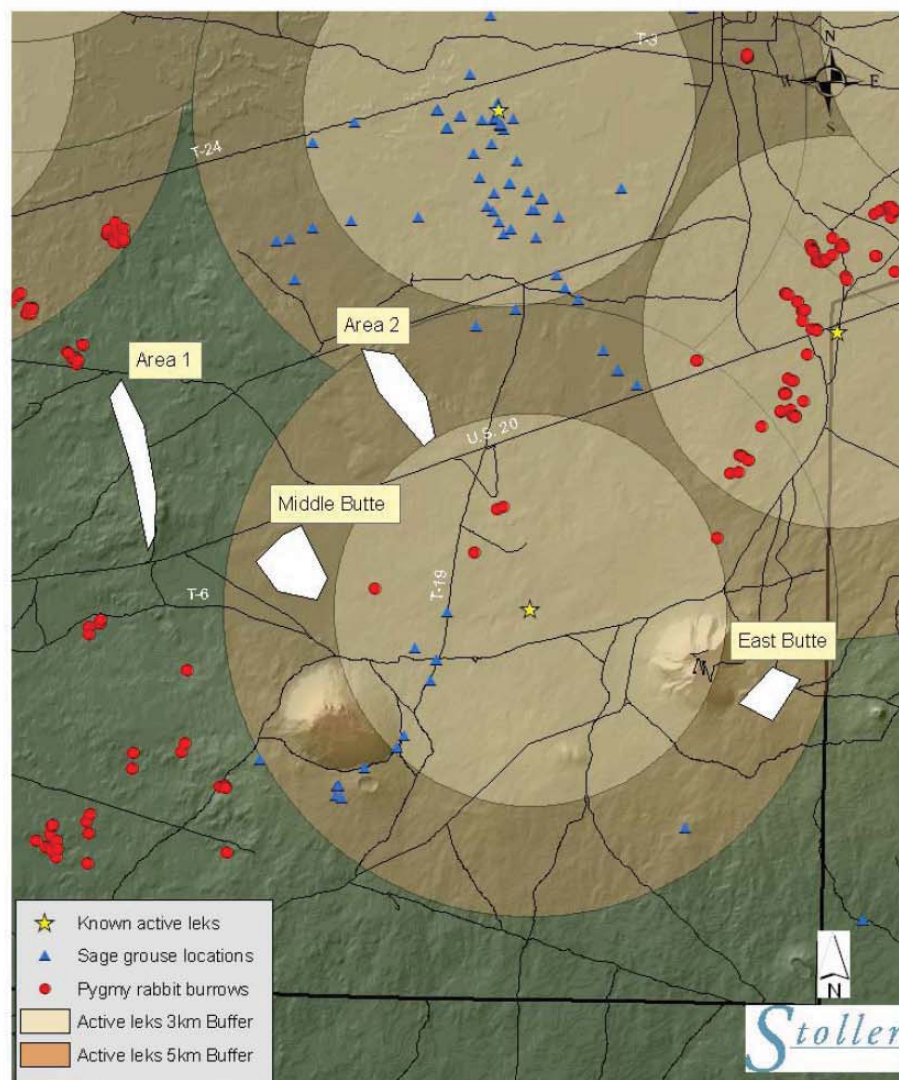 T-3
N
W E
S
T-24
Area 2
Area 1
U.S. 20
Middle Butte
T-19
T-6
East Butte
Known active leks
Sage grouse locations
Pygmy rabbit burrows
Active leks 3km Buffer
Active leks 5km Buffer
N
Stoller